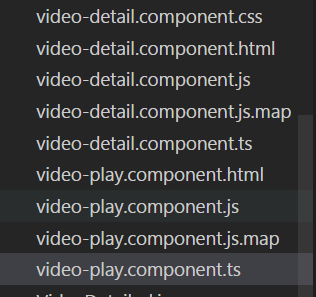 video-detail.component.css
video-detail.component.html
video-detail.component.js
video-detail.component.js.map
video-detail.component.ts
video-play.component.html
video-play.component.js
video-play.component.js.map
video-play.component.ts